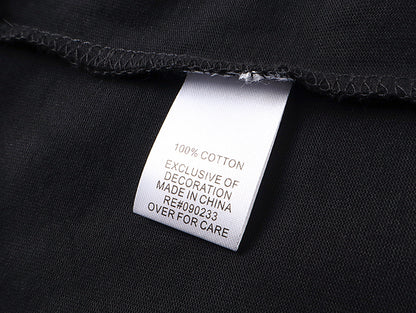 100% COTTON
EXCLUSIVE OF
DECORATION
MADE IN CHINA
RE#090233
OVER FOR CARE